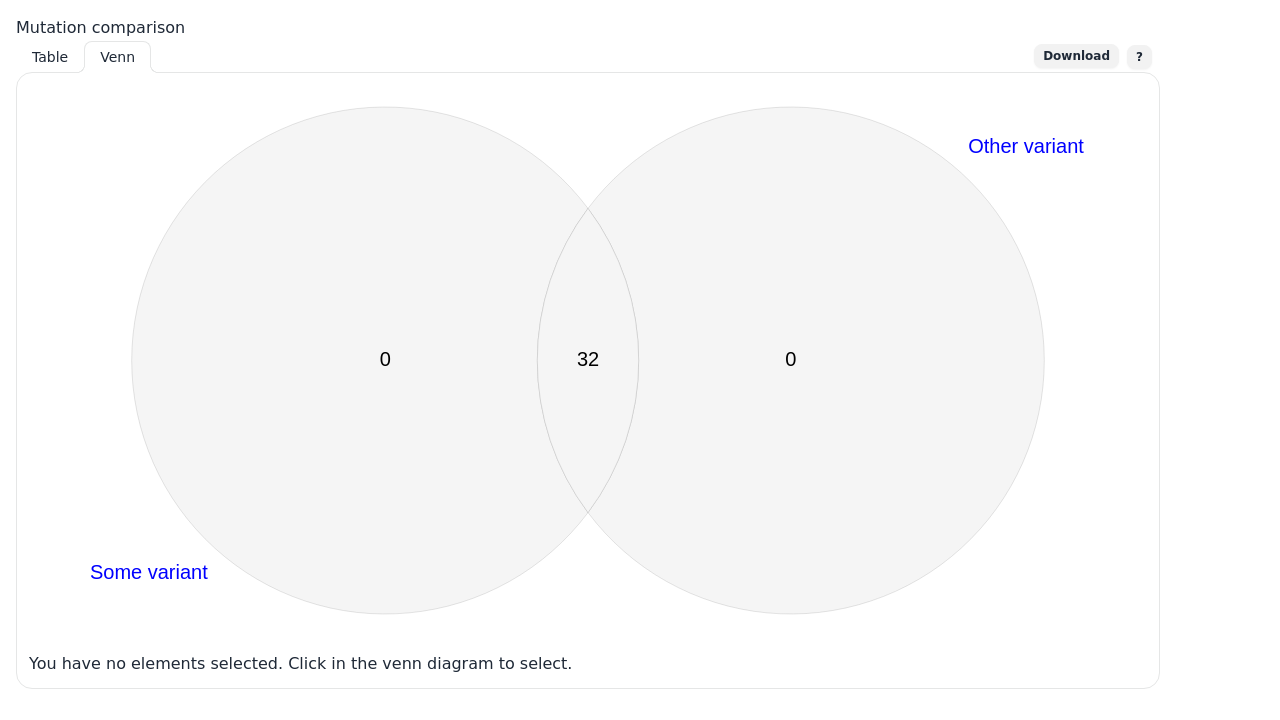 Mutation comparison
Table Venn Download ?
Other variant
0 32 0
Some variant
You have no elements selected. Click in the venn diagram to select.